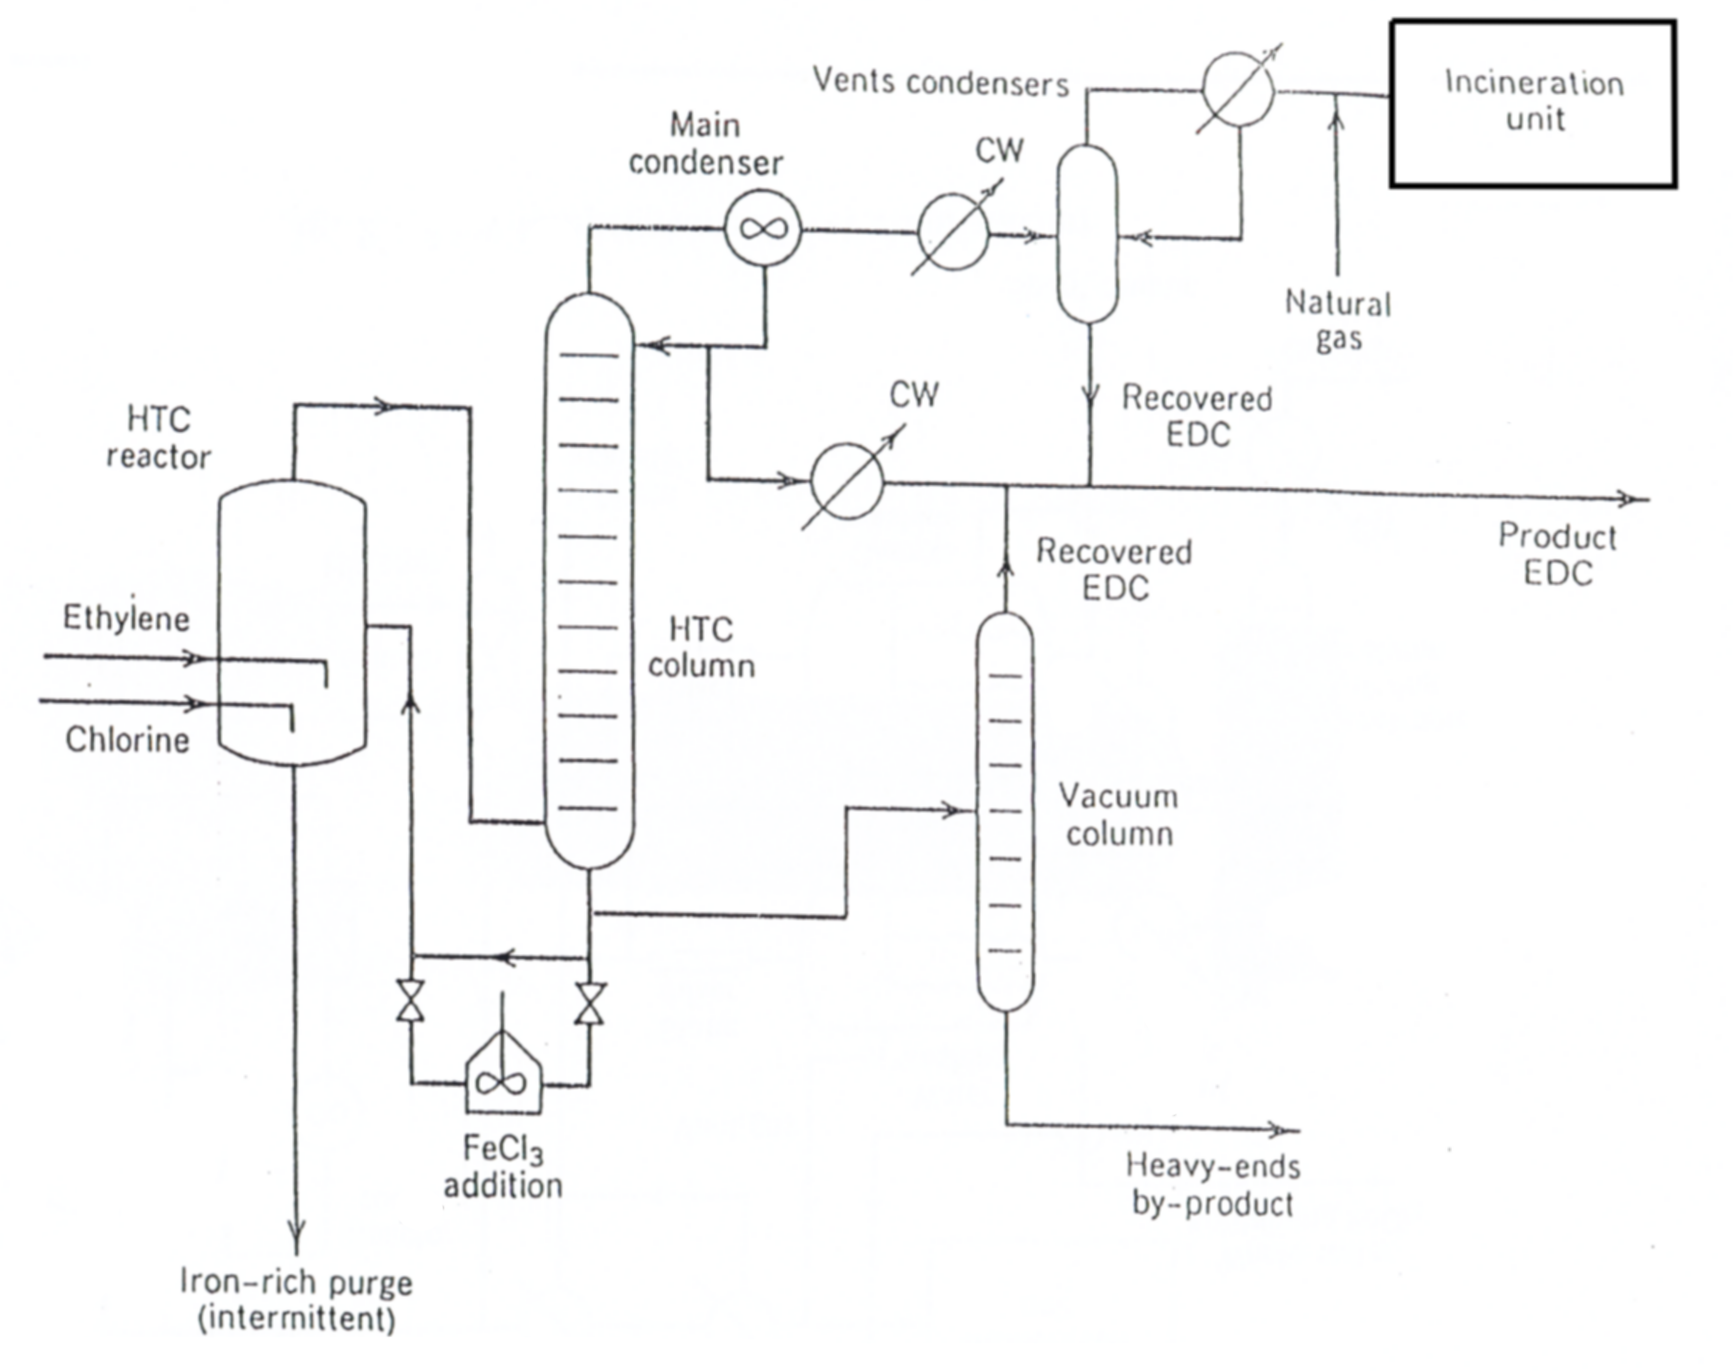 Vents condensers
Incineration
unit
Main
condenser
CW
Natural
gas
CW
Recovered
EDC
HTC
reactor
Product
EDC
Recovered
EDC
Ethylene
HTC
column
Chlorine
Vacuum
column
FeCl3
addition
Heavy-ends
by-product
Iron-rich purge
(intermittent)